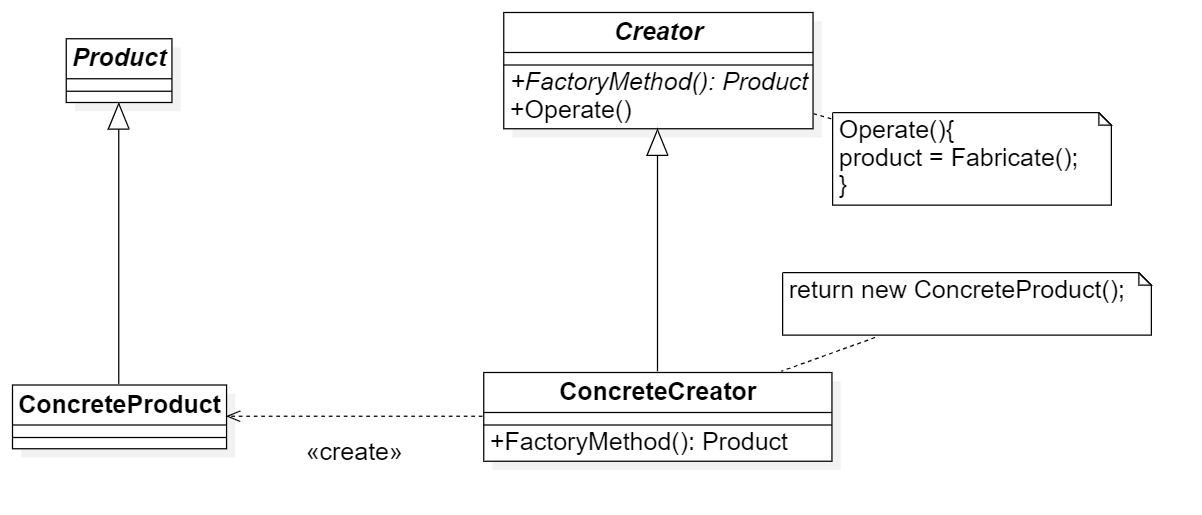 Product
Creator
+FactoryMethod(): Product
+Operate()
Operate(){
product = Fabricate();
}
return new ConcreteProduct();
ConcreteProduct
«create»
ConcreteCreator
+FactoryMethod(): Product